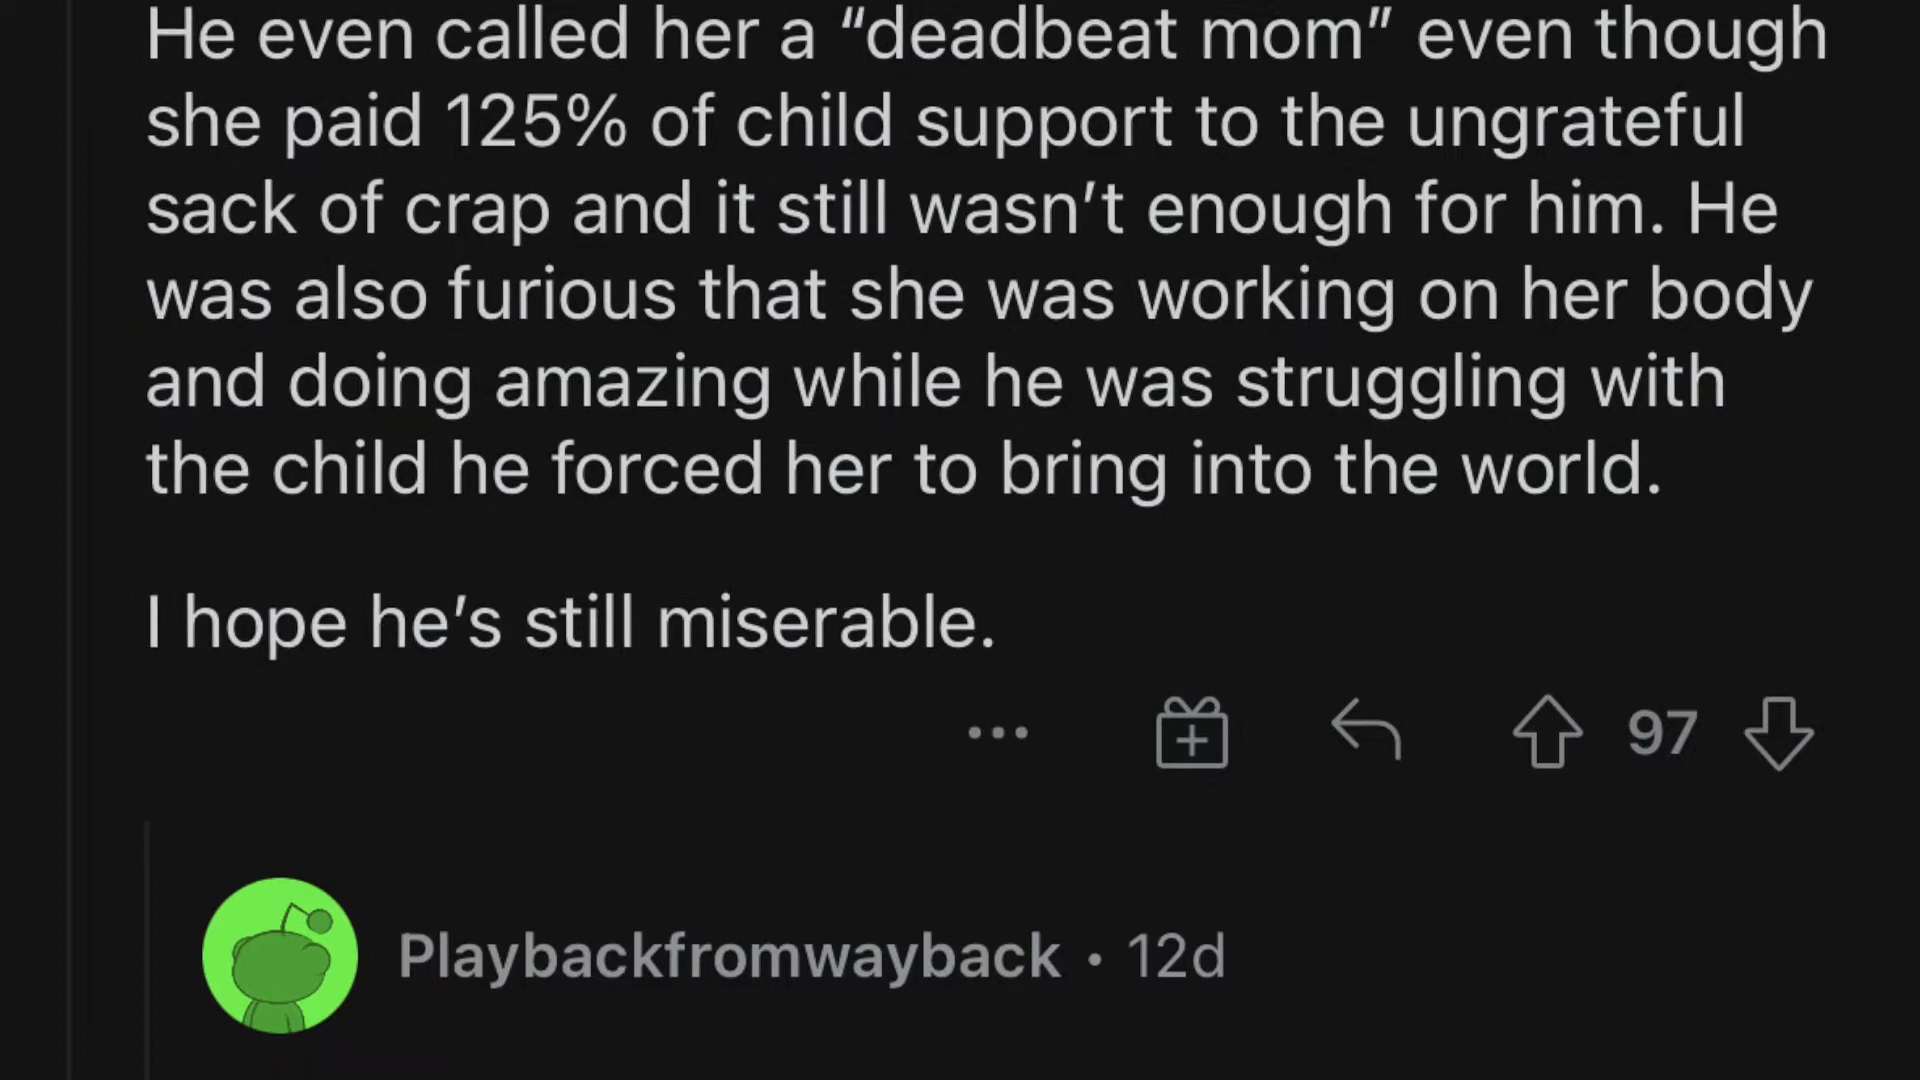 He even called her a “deadbeat mom” even though
she paid 125% of child support to the ungrateful
sack of crap and it still wasn’t enough for him. He
was also furious that she was working on her body
and doing amazing while he was struggling with
the child he forced her to bring into the world.
I hope he’s still miserable.
97
Playbackfromwayback • 12d